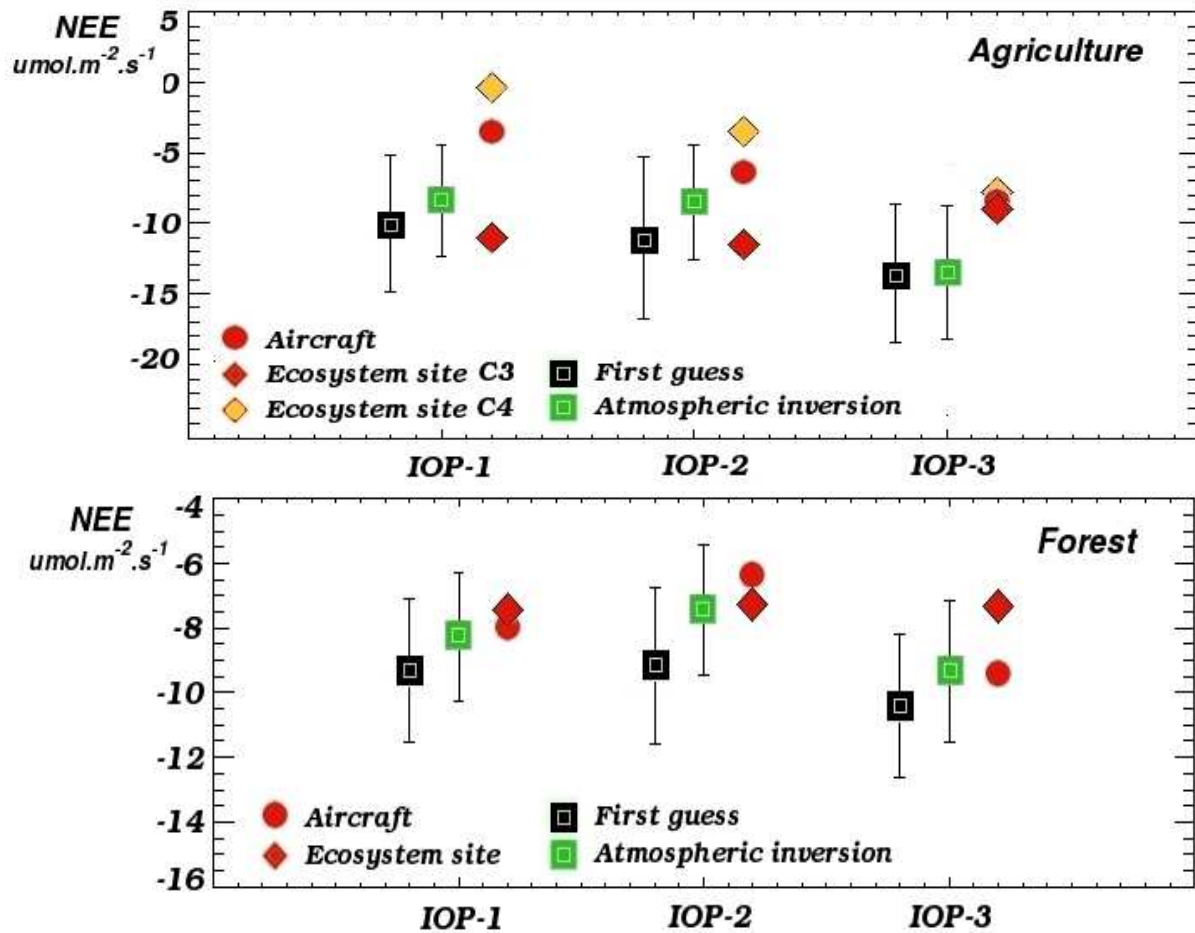 NEE
umol.m⁻².s⁻¹
5
0
-5
-10
-15
-20
Agriculture
Aircraft
Ecosystem site C3
Ecosystem site C4
First guess
Atmospheric inversion
IOP-1 IOP-2 IOP-3
NEE
umol.m⁻².s⁻¹
-4
-6
-8
-10
-12
-14
-16
Forest
Aircraft
Ecosystem site
First guess
Atmospheric inversion
IOP-1 IOP-2 IOP-3